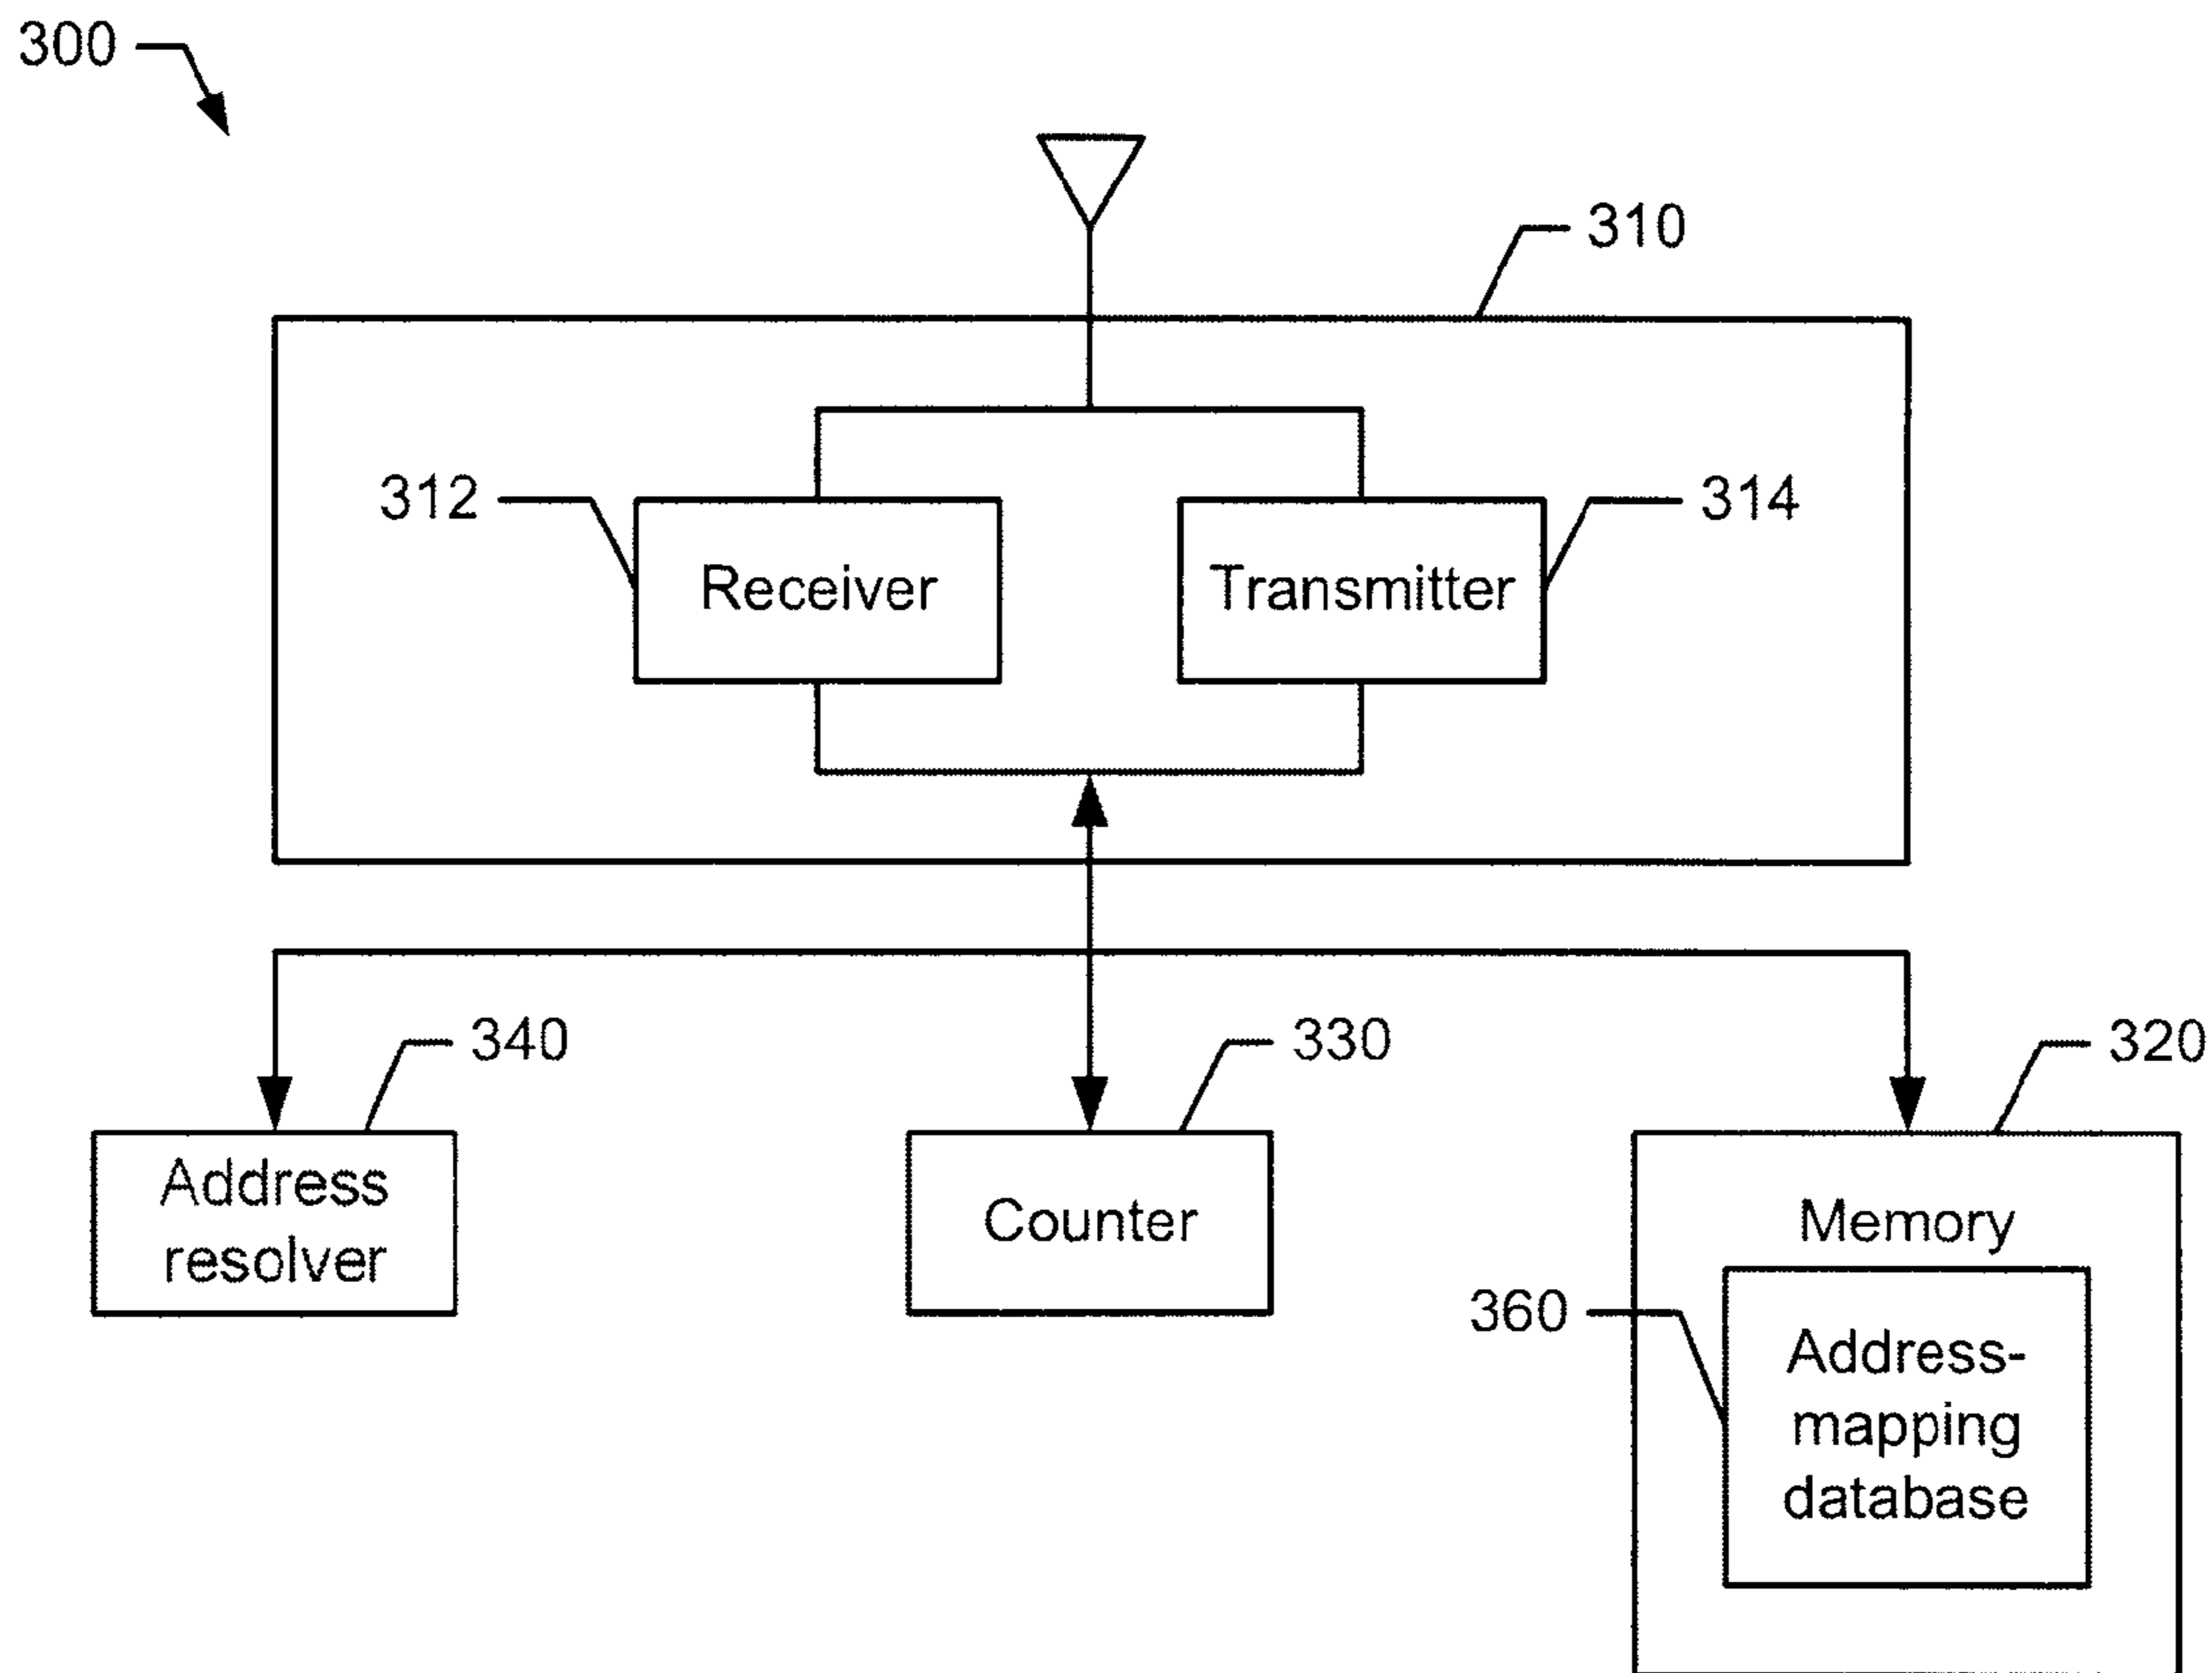 300
310
312
Receiver
Transmitter
314
340
330
320
Address
resolver
Counter
Memory
360
Address-
mapping
database